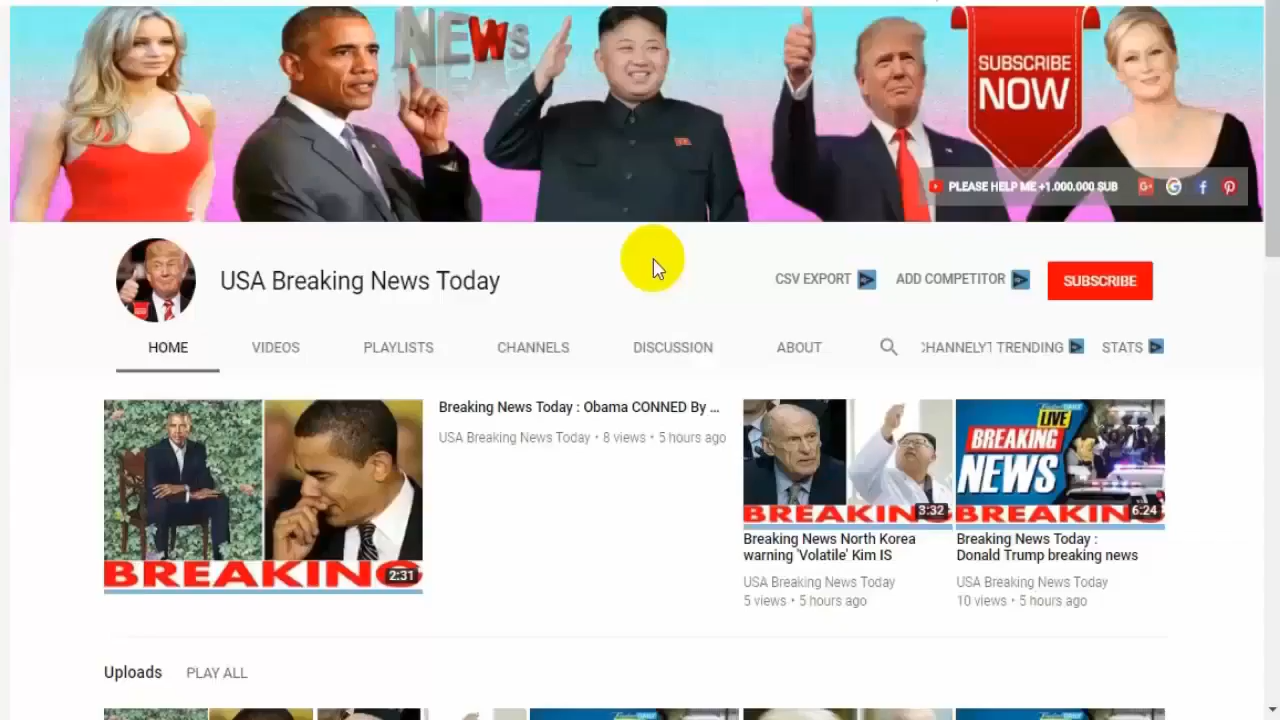 NEWS
SUBSCRIBE
NOW
PLEASE HELP ME +1.000.000 SUB
USA Breaking News Today
CSV EXPORT
ADD COMPETITOR
SUBSCRIBE
HOME
VIDEOS
PLAYLISTS
CHANNELS
DISCUSSION
ABOUT
CHANNELYT TRENDING
STATS
BREAKING
2:31
Breaking News Today : Obama CONNED By ...
USA Breaking News Today • 8 views • 5 hours ago
BREAKIN
3:32
Breaking News North Korea
warning 'Volatile' Kim IS
USA Breaking News Today
5 views • 5 hours ago
LIVE
BREAKING
NEWS
BREAKIN
6:24
Breaking News Today :
Donald Trump breaking news
USA Breaking News Today
10 views • 5 hours ago
Uploads
PLAY ALL